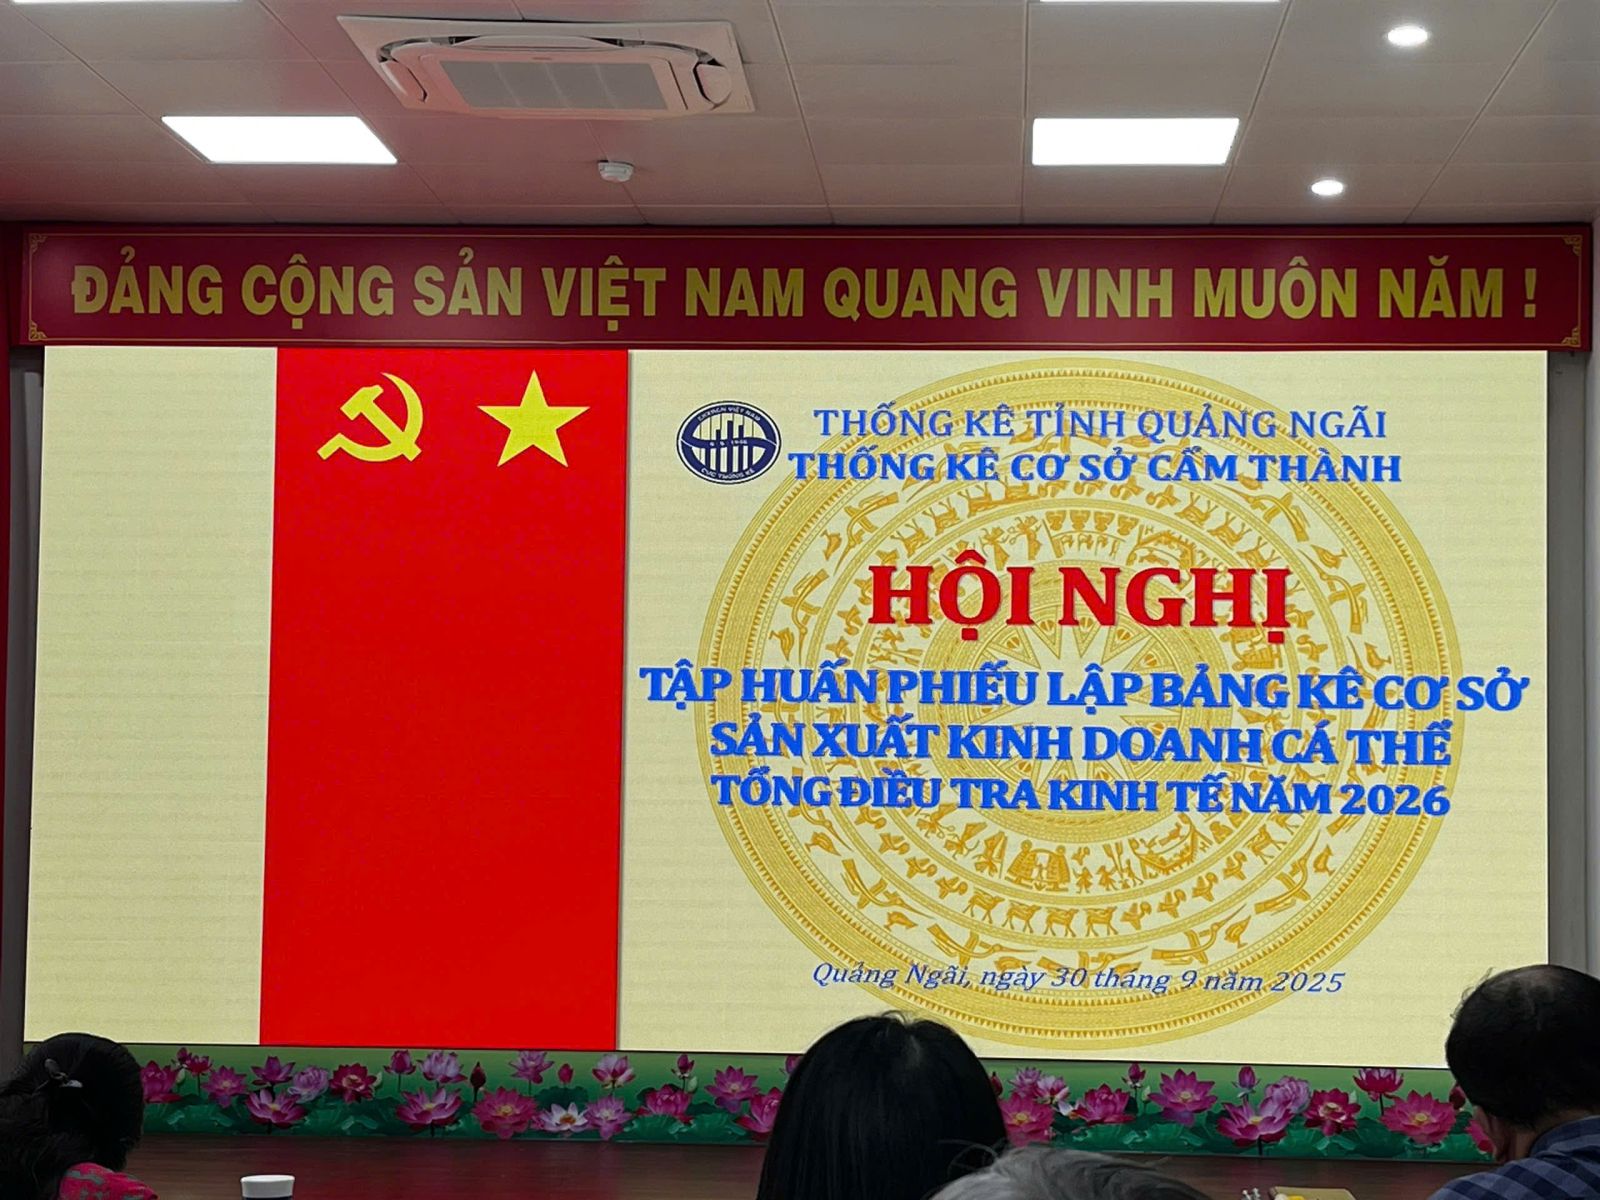 ĐẢNG CỘNG SẢN VIỆT NAM QUANG VINH MUÔN NĂM !
THỐNG KÊ TỈNH QUẢNG NGÃI
THỐNG KÊ CƠ SỞ CẨM THÀNH
HỘI NGHỊ
TẬP HUẤN PHIẾU LẬP BẢNG KÊ CƠ SỞ
SẢN XUẤT KINH DOANH CÁ THỂ
TỔNG ĐIỀU TRA KINH TẾ NĂM 2026
Quảng Ngãi, ngày 30 tháng 9 năm 2025